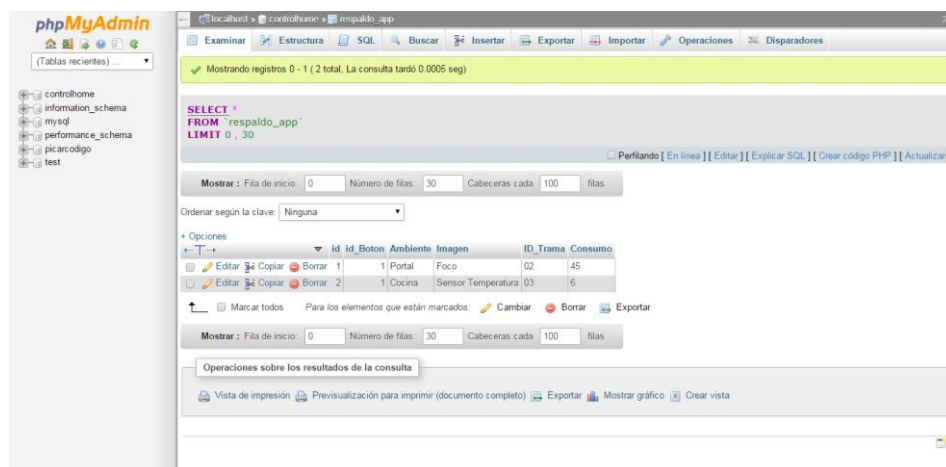 phpMyAdmin
(Tablas recientes) ...
controlhome
information_schema
mysql
performance_schema
picarcodigo
test
localhost » controlhome » respaldo_app
Examinar Estructura SQL Buscar Insertar Exportar Importar Operaciones Disparadores
Mostrando registros 0 - 1 ( 2 total, La consulta tardó 0.0005 seg)
SELECT *
FROM `respaldo_app`
LIMIT 0 , 30
Perfilando [ En línea ] [ Editar ] [ Explicar SQL ] [ Crear código PHP ] [ Actualizar
Mostrar : Fila de inicio: 0 Número de filas: 30 Cabeceras cada 100 filas
Ordenar según la clave: Ninguna
+ Opciones
←T→ id id_Boton Ambiente Imagen ID_Trama Consumo
Editar Copiar Borrar 1 1 Portal Foco 02 45
Editar Copiar Borrar 2 1 Cocina Sensor Temperatura 03 6
Marcar todos Para los elementos que están marcados: Cambiar Borrar Exportar
Mostrar : Fila de inicio: 0 Número de filas: 30 Cabeceras cada 100 filas
Operaciones sobre los resultados de la consulta
Vista de impresión Previsualización para imprimir (documento completo) Exportar Mostrar gráfico Crear vista